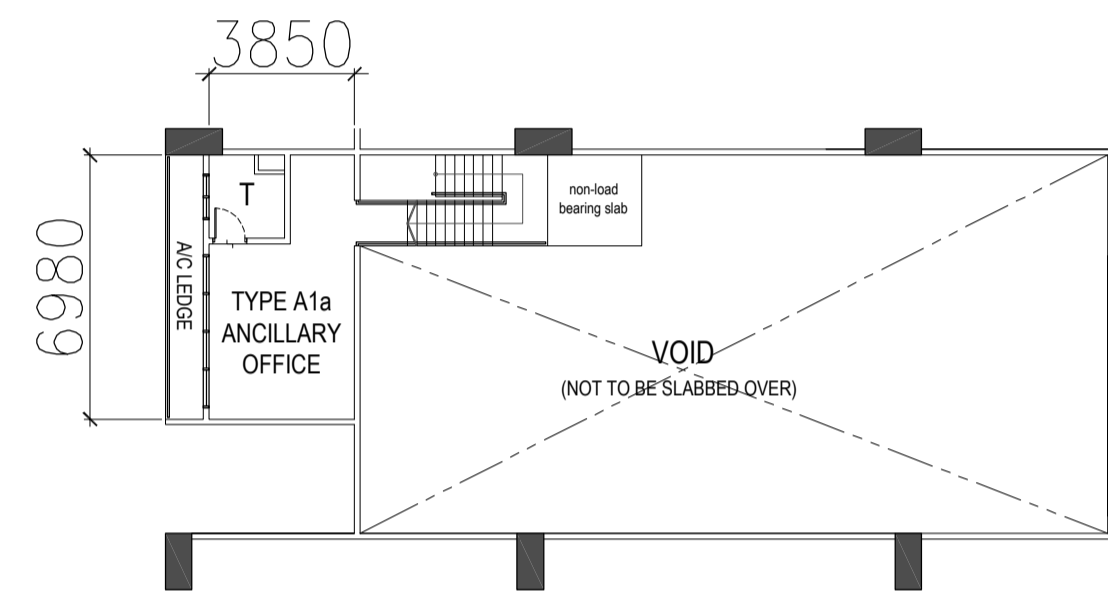 3850
6980
T
non-load
bearing slab
A/C LEDGE
TYPE A1a
ANCILLARY
OFFICE
VOID
(NOT TO BE SLABBED OVER)